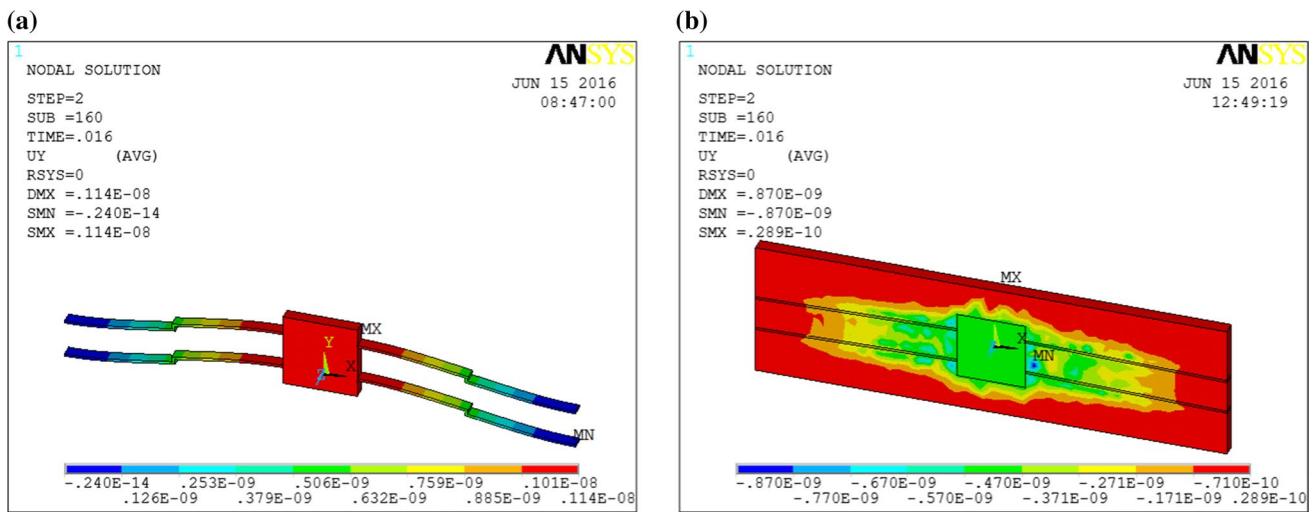 (a)
1
ANSYS
NODAL SOLUTION
JUN 15 2016
08:47:00
STEP=2
SUB =160
TIME=.016
UY (AVG)
RSYS=0
DMX =.114E-08
SMN =-.240E-14
SMX =.114E-08
MX
Y
X
Z
MN
-.240E-14 .253E-09 .506E-09 .759E-09 .101E-08
.126E-09 .379E-09 .632E-09 .885E-09 .114E-08
(b)
1
ANSYS
NODAL SOLUTION
JUN 15 2016
12:49:19
STEP=2
SUB =160
TIME=.016
UY (AVG)
RSYS=0
DMX =.870E-09
SMN =-.870E-09
SMX =.289E-10
MX
X
MN
-.870E-09 -.670E-09 -.470E-09 -.271E-09 -.710E-10
-.770E-09 -.570E-09 -.371E-09 -.171E-09 .289E-10